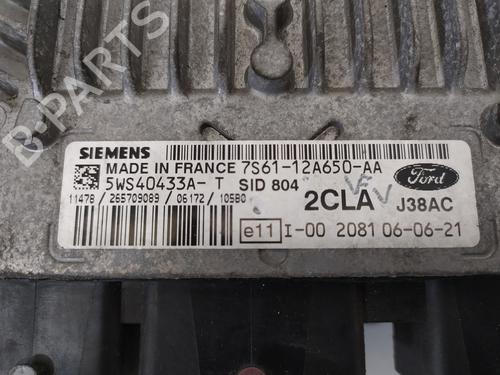 B-PARTS
SIEMENS
MADE IN FRANCE 7S61-12A650-AA
5WS40433A- T SID 804
11478 / 265709089 / 06172 / 105B0
2CLA J38AC
Ford
e11 I-00 2081 06-06-21